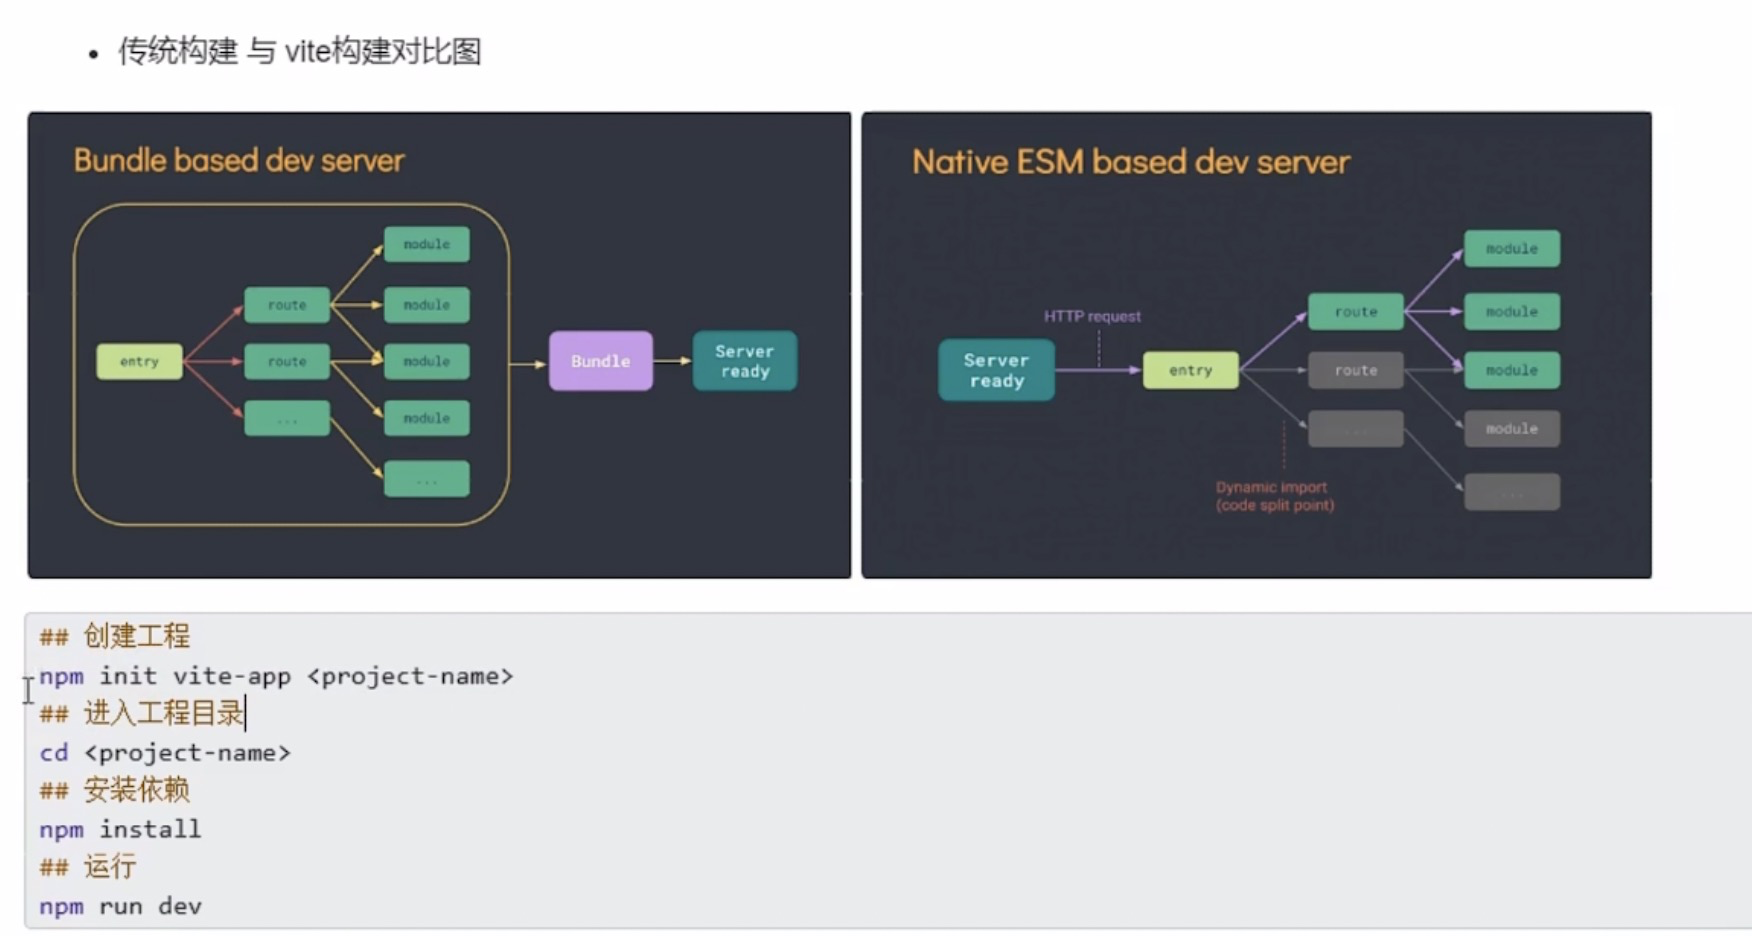 传统构建 与 vite构建对比图
Bundle based dev server
module
route
module
entry
route
module
...
module
...
Bundle
Server
ready
Native ESM based dev server
HTTP request
Server
ready
entry
route
module
module
route
module
...
module
...
Dynamic import
(code split point)
## 创建工程
npm init vite-app <project-name>
## 进入工程目录
cd <project-name>
## 安装依赖
npm install
## 运行
npm run dev